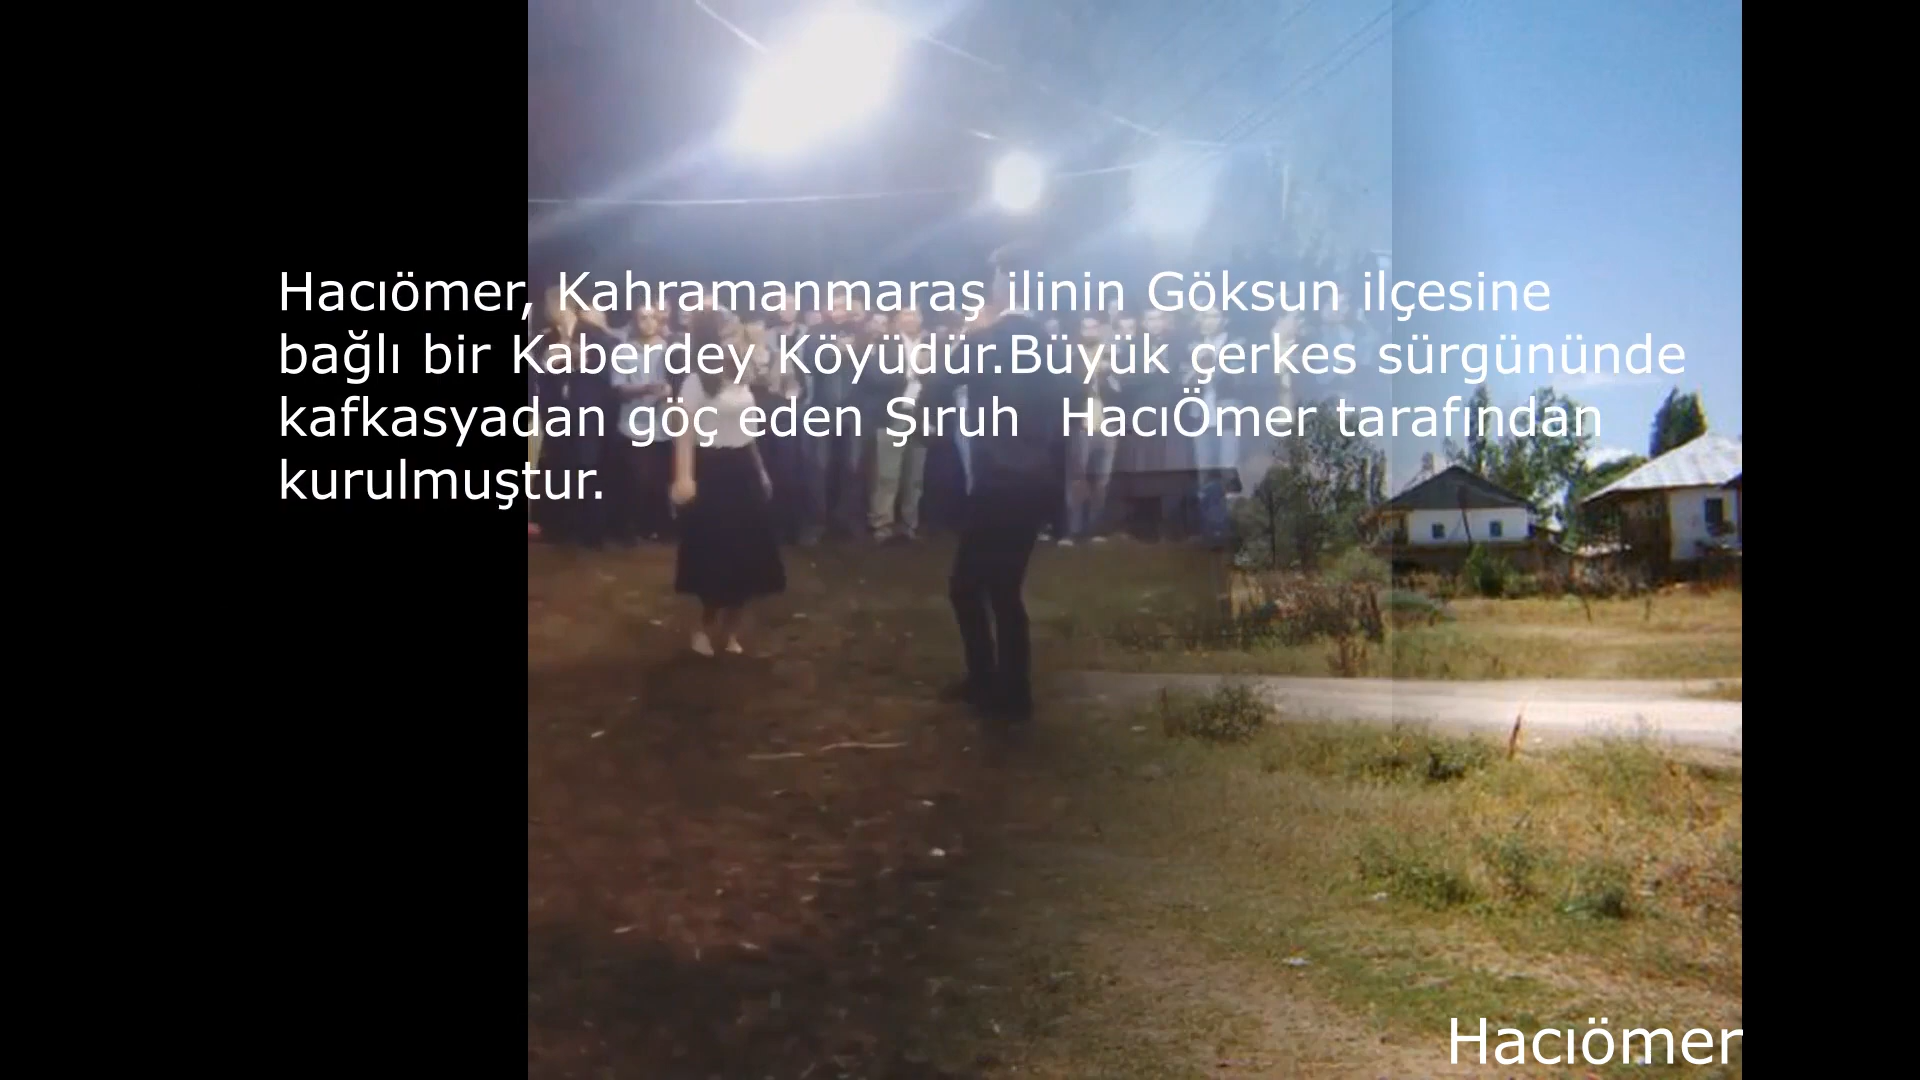 Hacıömer, Kahramanmaraş ilinin Göksun ilçesine
bağlı bir Kaberdey Köyüdür.Büyük çerkes sürgününde
kafkasyadan göç eden Şıruh  HacıÖmer tarafından
kurulmuştur.
Hacıömer